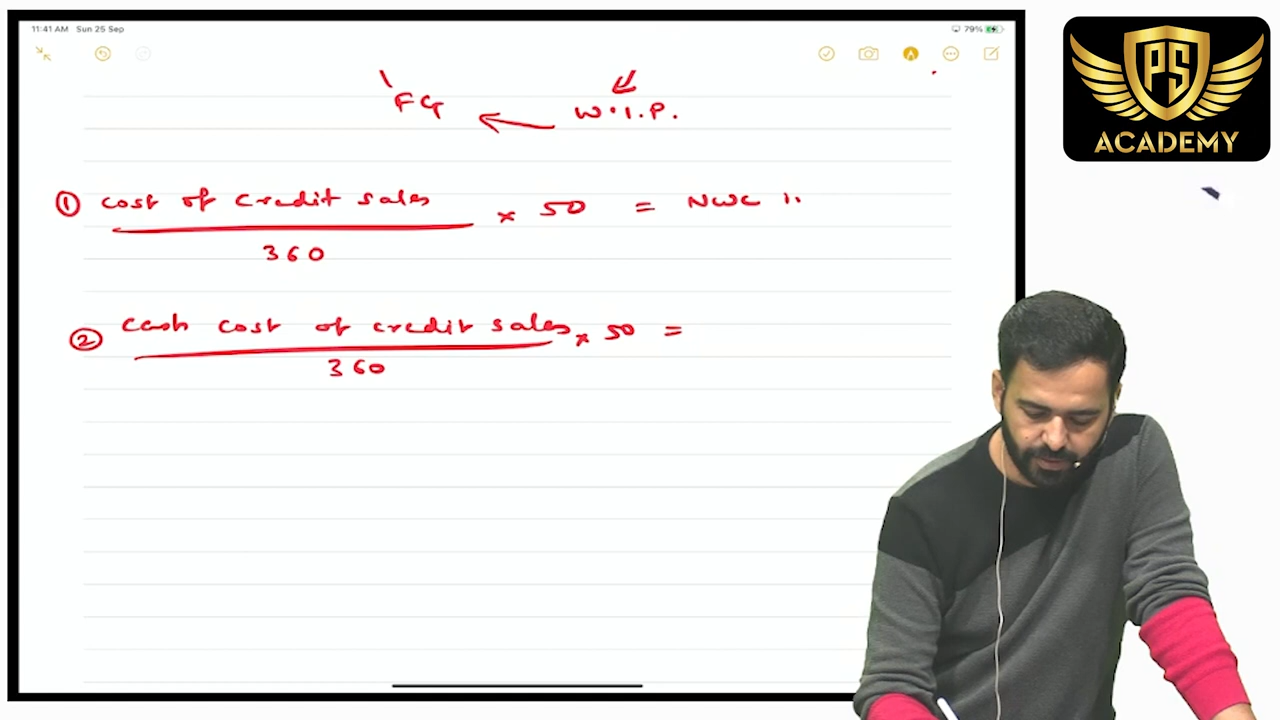 11:41 AM Sun 25 Sep
79%
FG
W.I.P.
① cost of credit sales × 50 = NWC
360
② cash cost of credit sales × 50 =
360
PS
ACADEMY